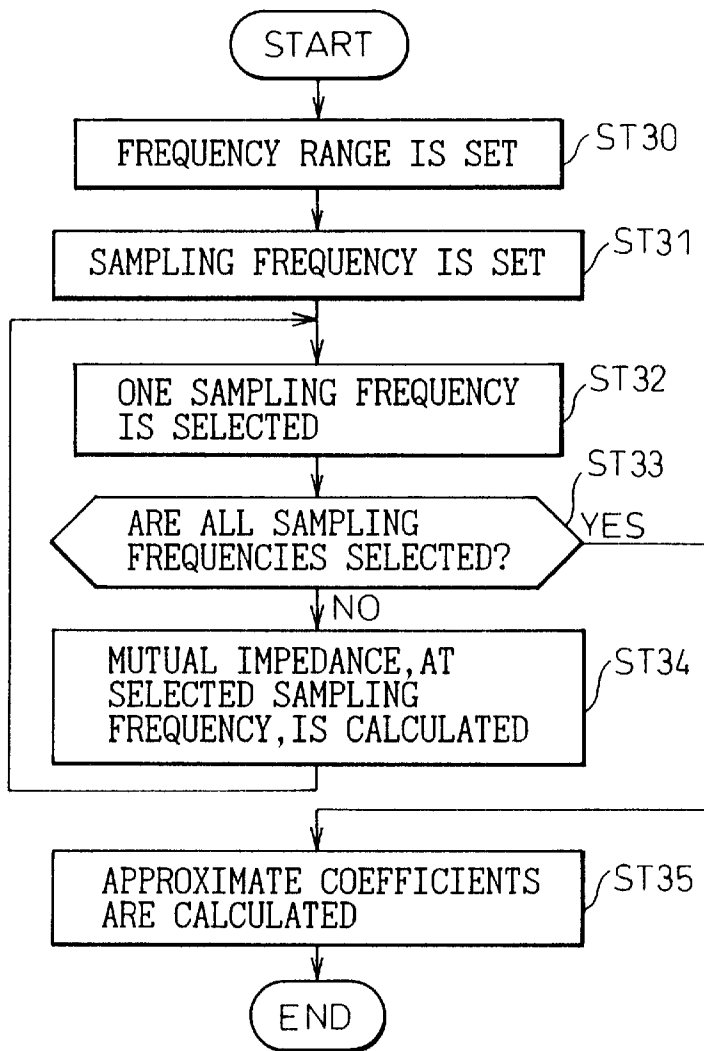 START
FREQUENCY RANGE IS SET
ST30
SAMPLING FREQUENCY IS SET
ST31
ONE SAMPLING FREQUENCY
IS SELECTED
ST32
ARE ALL SAMPLING
FREQUENCIES SELECTED?
ST33
YES
NO
MUTUAL IMPEDANCE,AT
SELECTED SAMPLING
FREQUENCY,IS CALCULATED
ST34
APPROXIMATE COEFFICIENTS
ARE CALCULATED
ST35
END